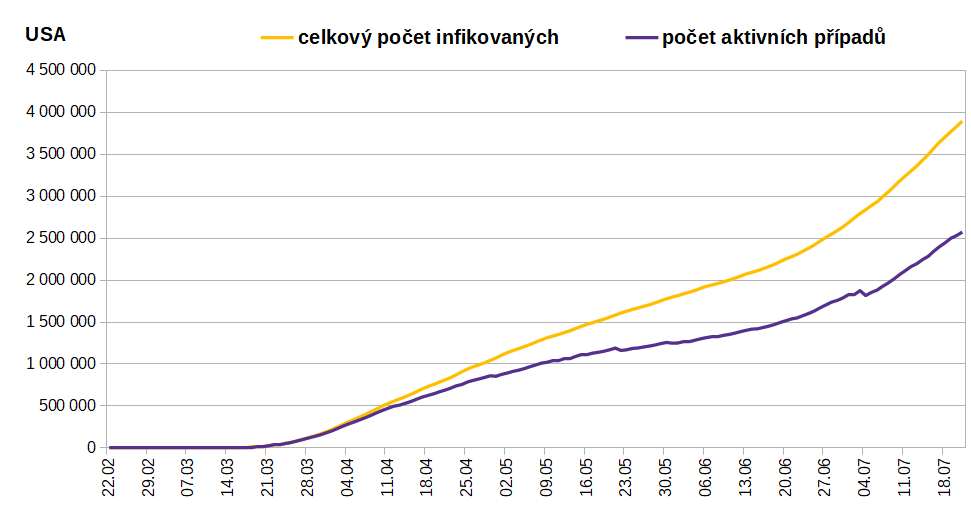 USA
celkový počet infikovaných
počet aktivních případů
4 500 000
4 000 000
3 500 000
3 000 000
2 500 000
2 000 000
1 500 000
1 000 000
500 000
0
22.02
29.02
07.03
14.03
21.03
28.03
04.04
11.04
18.04
25.04
02.05
09.05
16.05
23.05
30.05
06.06
13.06
20.06
27.06
04.07
11.07
18.07